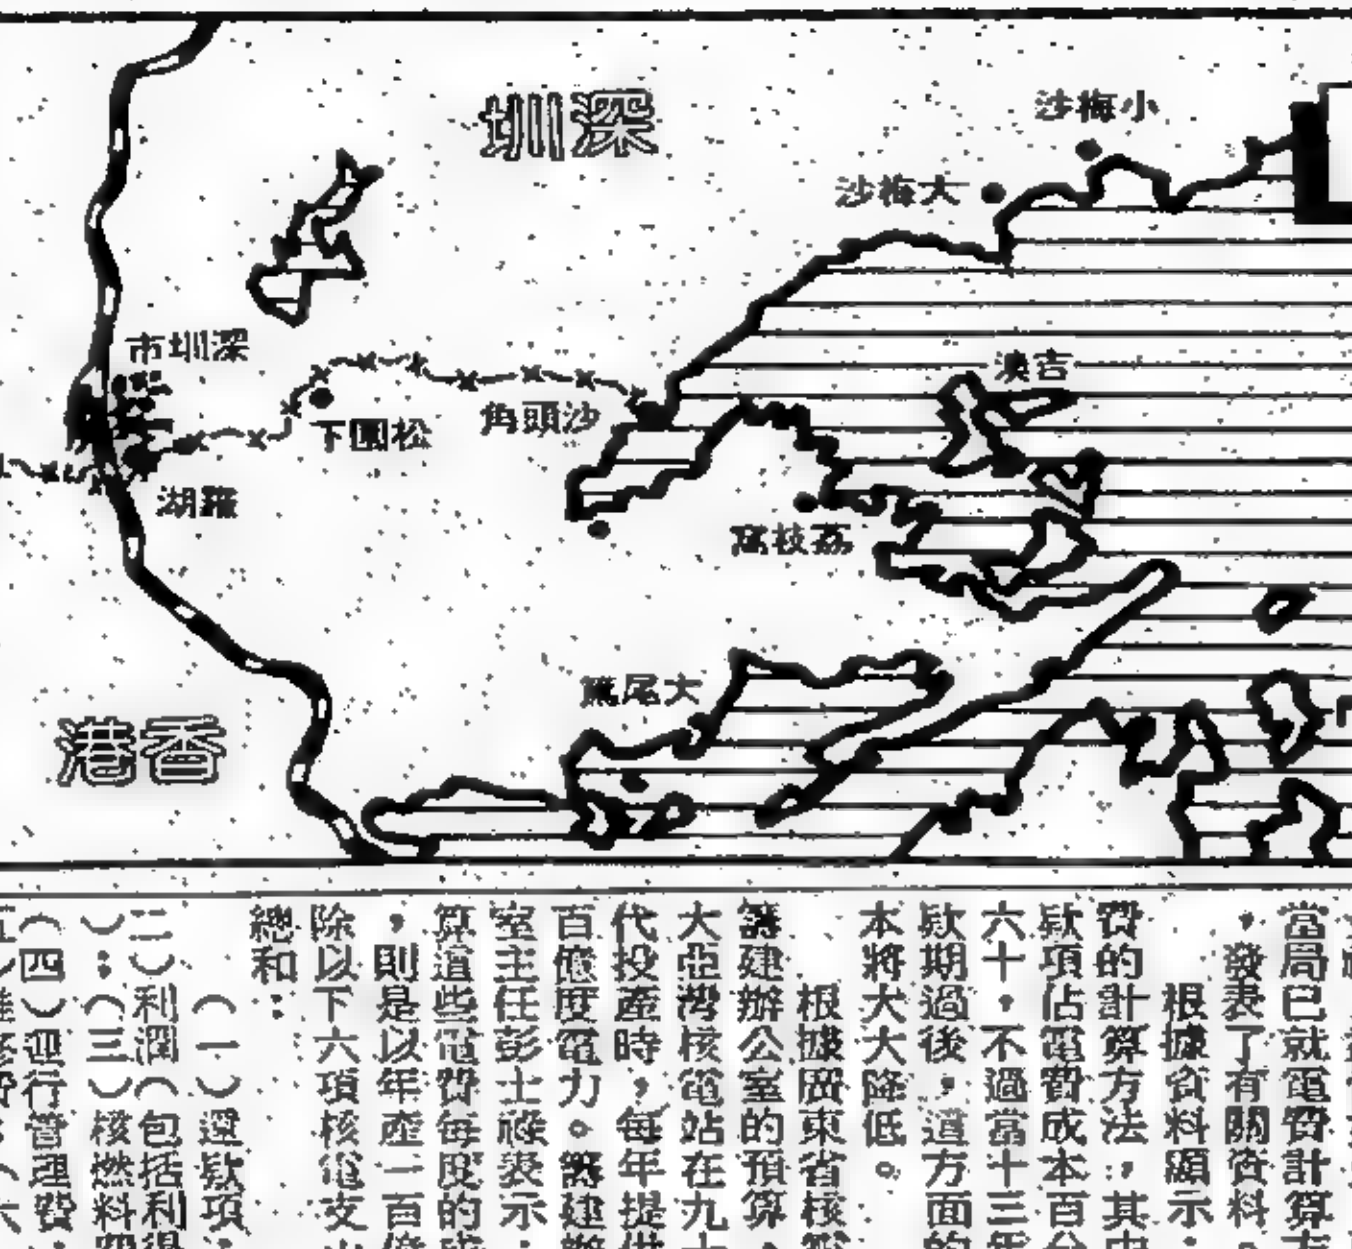 深圳
小梅沙
大梅沙
深圳市
吉澳
沙頭角
松園下
羅湖
荔枝窩
大尾篤
香港
當局已就電費計算方
，發表了有關資料。
根據資料顯示：
費的計算方法，其中
款項佔電費成本百分
六十，不過當十三年
款期過後，這方面的
本將大大降低。
根據廣東省核電
籌建辦公室的預算，
大亞灣核電站在九十
代投產時，每年提供
百億度電力。籌建辦
室主任彭士祿表示：
算這些電費每度的成
，則是以年產一百億
除以下六項核電支出
總和：
（一）還款項；
二）利潤（包括利得
）；（三）核燃料四
（四）運行管理費；